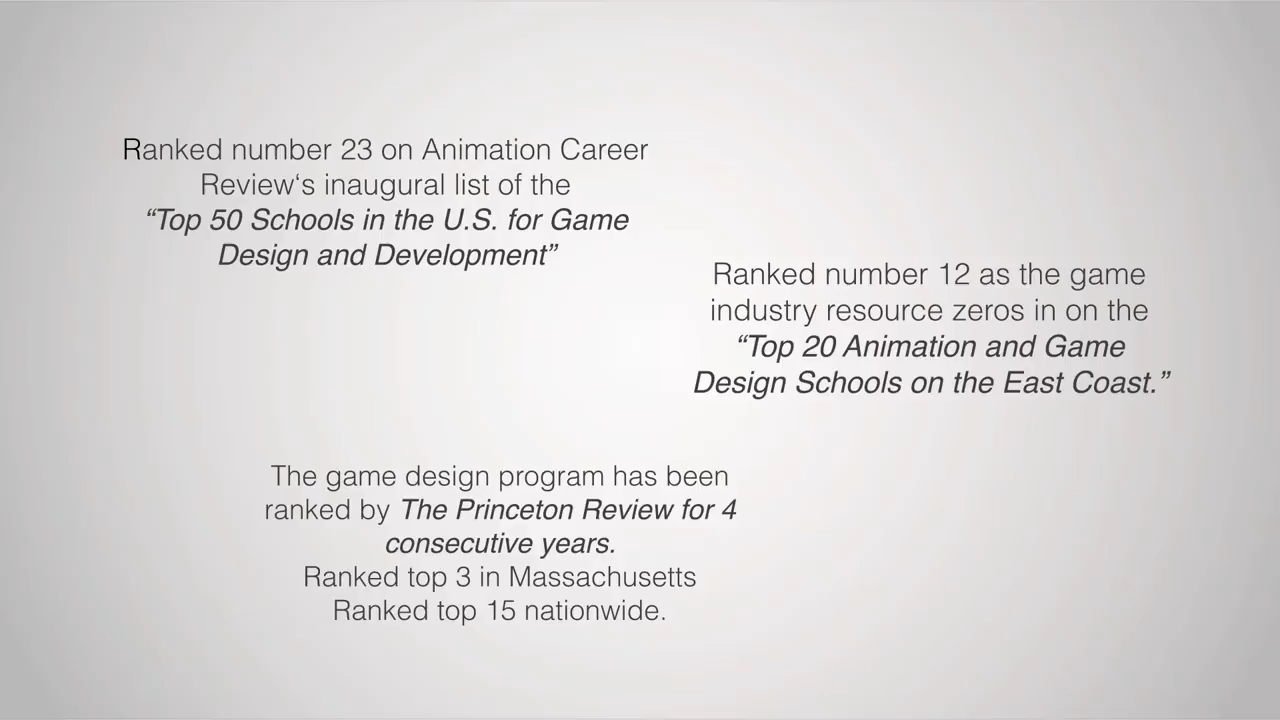 Ranked number 23 on Animation Career
Review‘s inaugural list of the
“Top 50 Schools in the U.S. for Game
Design and Development”
Ranked number 12 as the game
industry resource zeros in on the
“Top 20 Animation and Game
Design Schools on the East Coast.”
The game design program has been
ranked by The Princeton Review for 4
consecutive years.
Ranked top 3 in Massachusetts
Ranked top 15 nationwide.